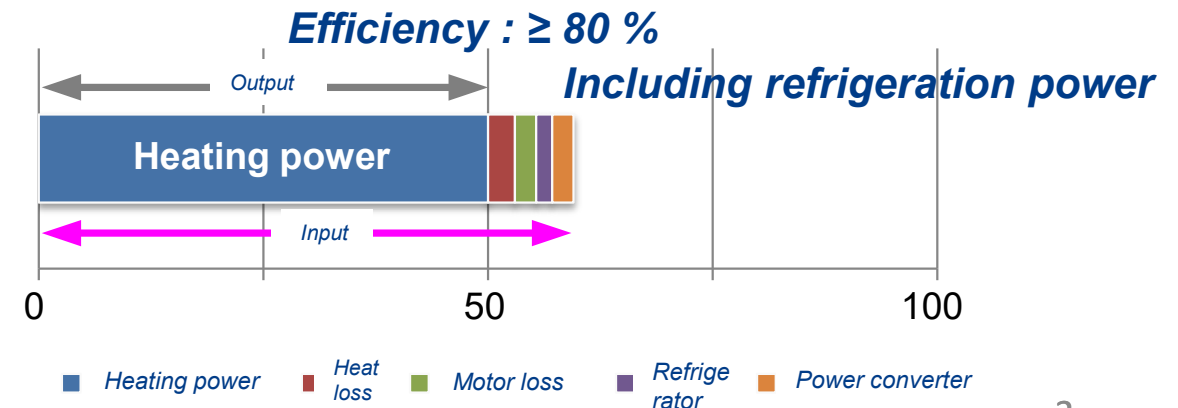 Efficiency : ≥ 80 %
Output
Including refrigeration power
Heating power
Input
0
50
100
Heating power
Heat
loss
Motor loss
Refrige
rator
Power converter